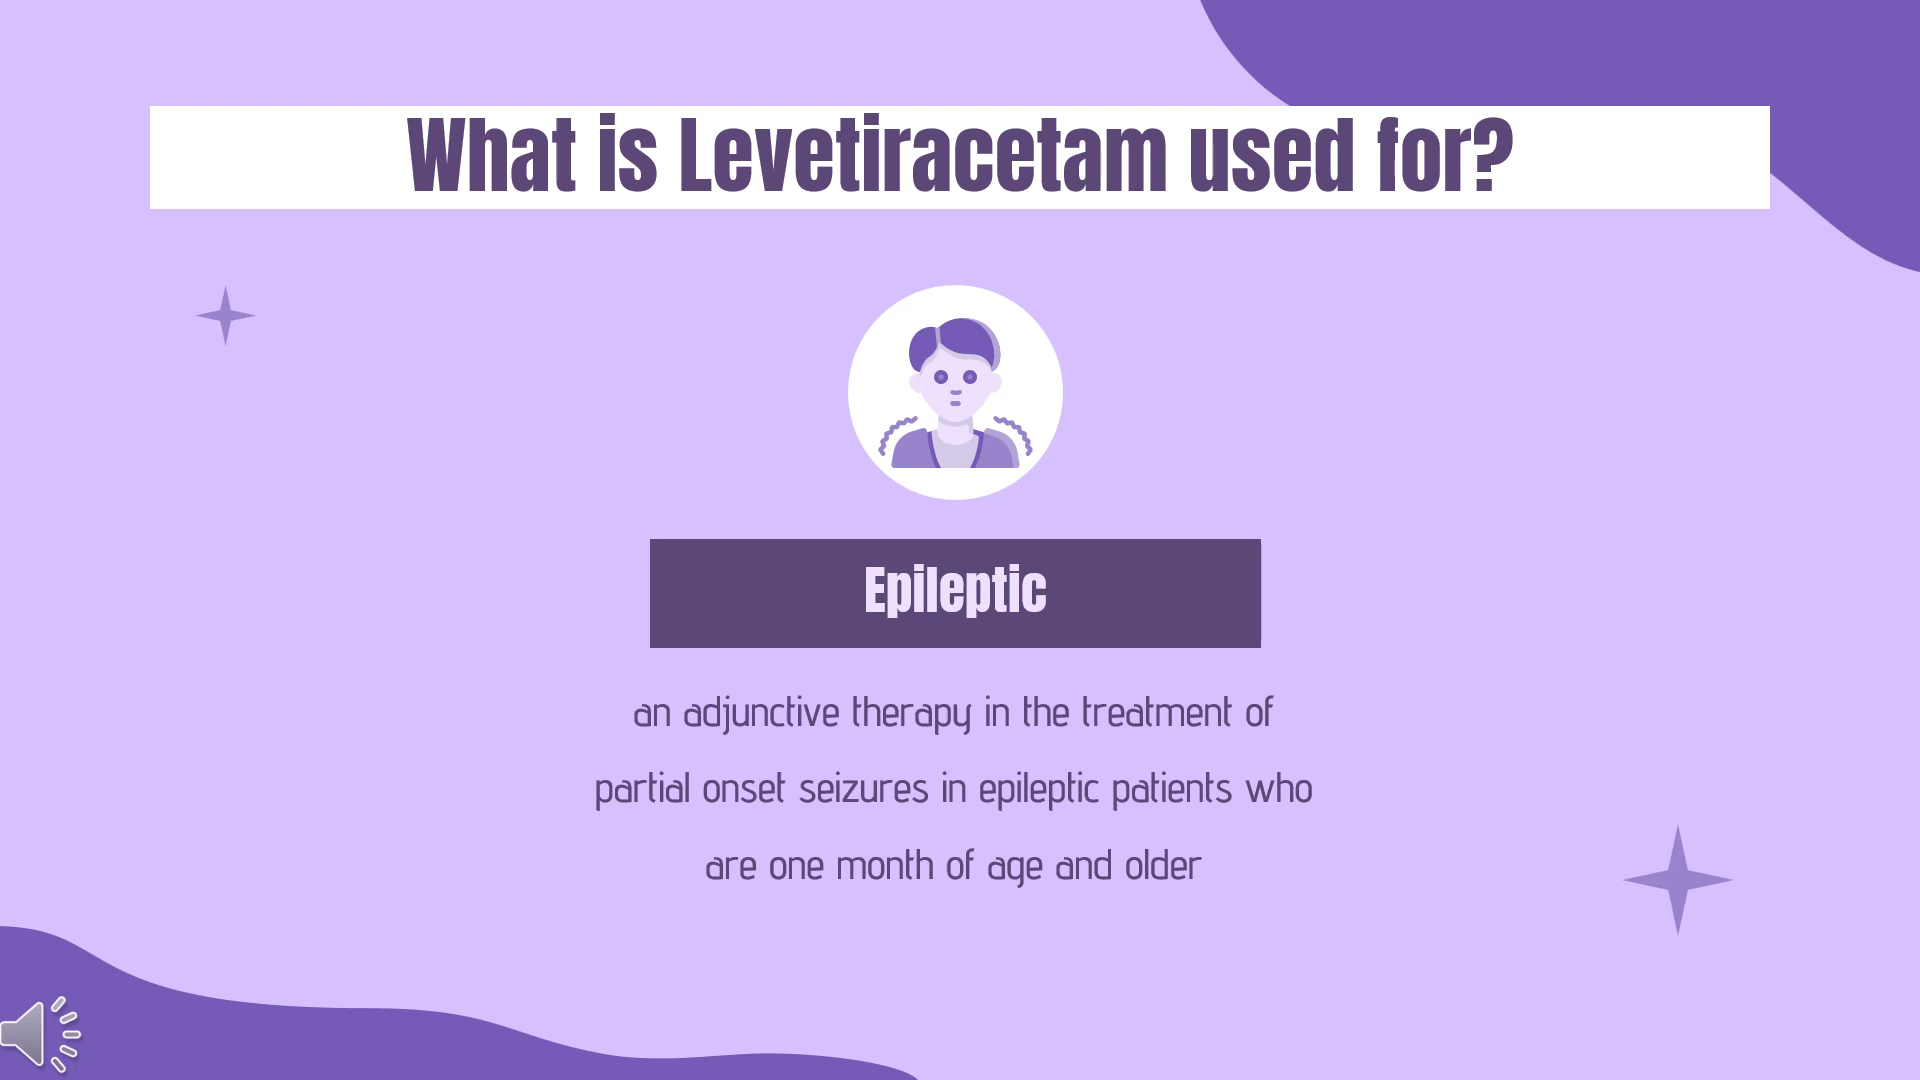 What is Levetiracetam used for?
Epileptic
an adjunctive therapy in the treatment of
partial onset seizures in epileptic patients who
are one month of age and older